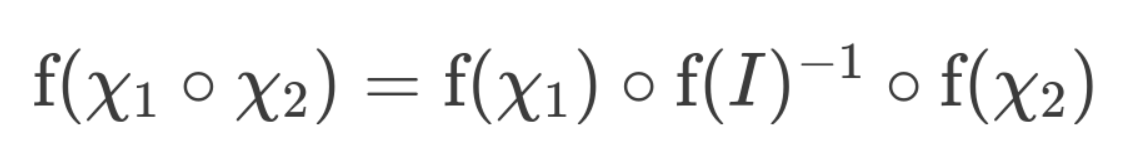 f(χ₁ ∘ χ₂) = f(χ₁) ∘ f(I)⁻¹ ∘ f(χ₂)